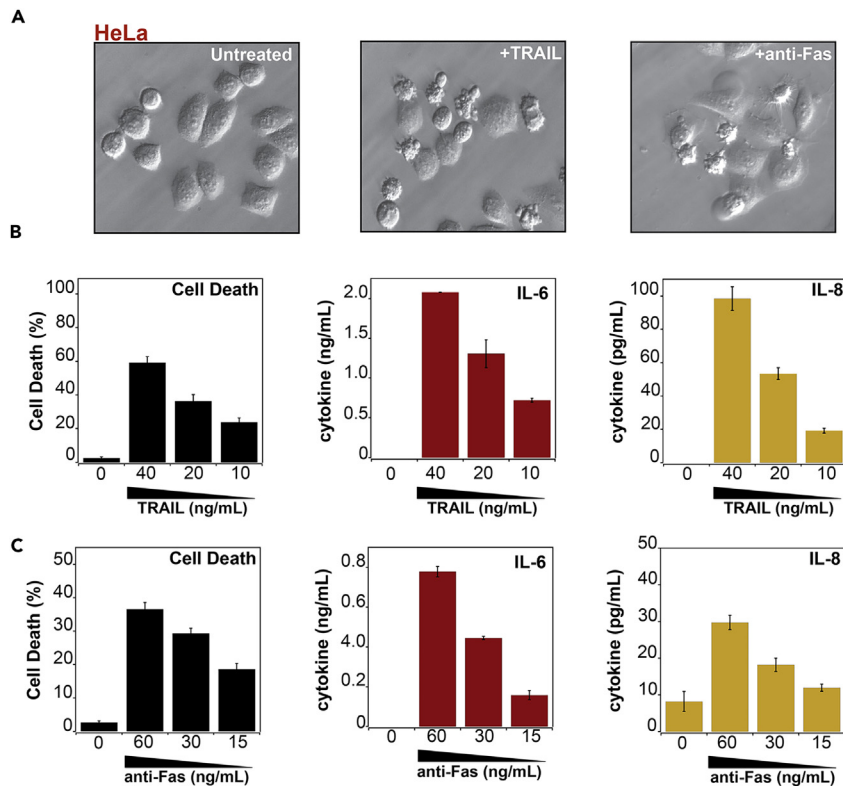 A
HeLa
Untreated
+TRAIL
+anti-Fas
B
Cell Death
Cell Death (%)
100
80
60
40
20
0
0 40 20 10
TRAIL (ng/mL)
IL-6
cytokine (ng/mL)
2.0
1.5
1.0
0.5
0.0
0 40 20 10
TRAIL (ng/mL)
IL-8
cytokine (pg/mL)
100
80
60
40
20
0
0 40 20 10
TRAIL (ng/mL)
C
Cell Death
Cell Death (%)
50
40
30
20
10
0
0 60 30 15
anti-Fas (ng/mL)
IL-6
cytokine (ng/mL)
0.8
4.0
0.2
0
0 60 30 15
anti-Fas (ng/mL)
IL-8
cytokine (pg/mL)
50
40
30
20
10
0
0 60 30 15
anti-Fas (ng/mL)